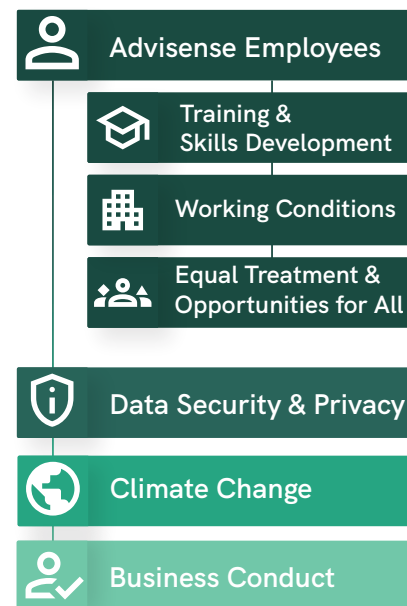 Advisense Employees
Training &
Skills Development
Working Conditions
Equal Treatment &
Opportunities for All
Data Security & Privacy
Climate Change
Business Conduct